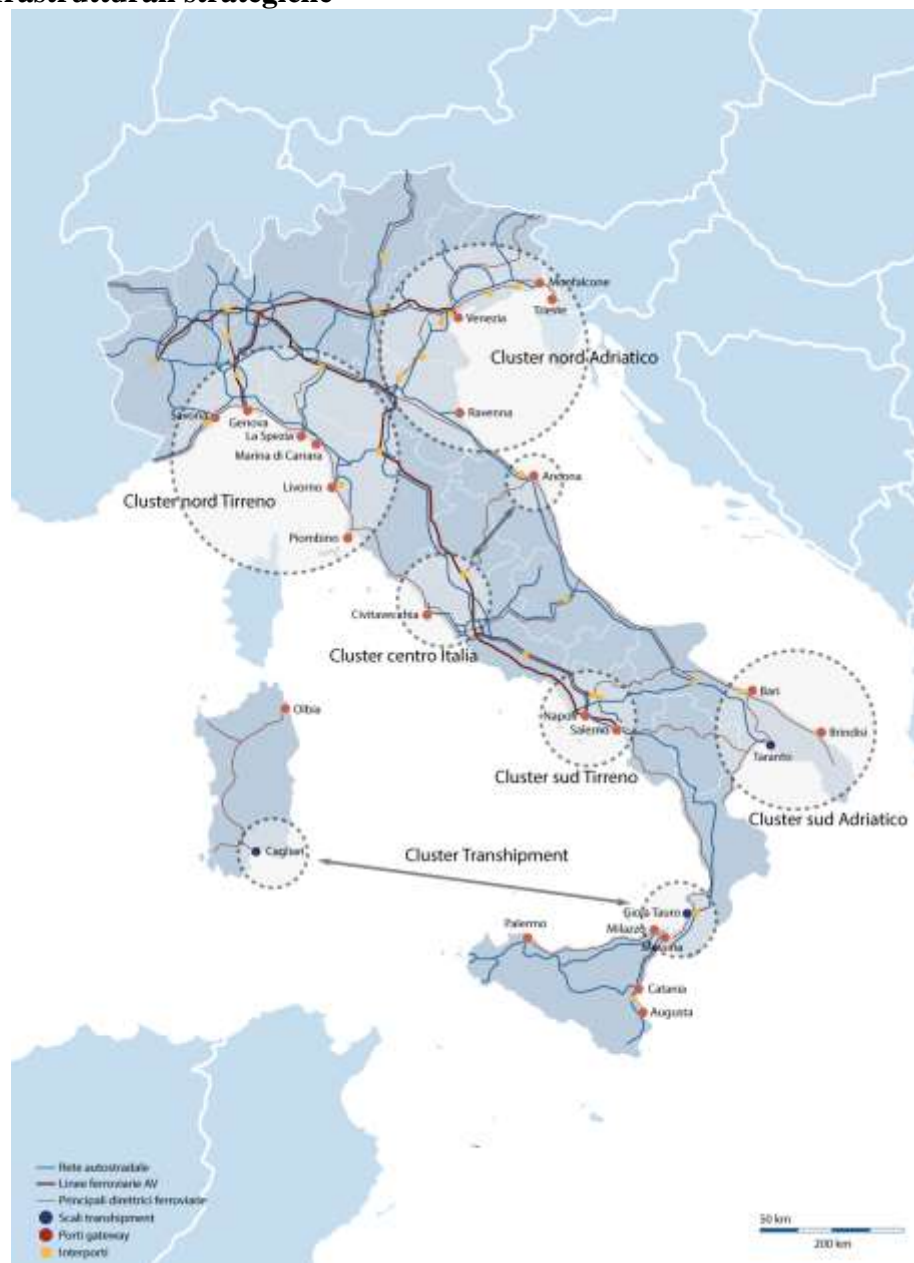 strategiche
Monfalcone
Trieste
Venezia
Cluster nord Adriatico
Ravenna
Savona
Genova
La Spezia
Marina di Carrara
Livorno
Cluster nord Tirreno
Ancona
Piombino
Civitavecchia
Cluster centro Italia
Bari
Olbia
Napoli
Salerno
Brindisi
Taranto
Cluster sud Tirreno
Cluster sud Adriatico
Cagliari
Cluster Transhipment
Gioja Tauro
Milazzo
Palermo
Messina
Catania
Augusta
Rete autostradale
Linee ferroviarie AV
Principali direttrici ferroviarie
Scali transhipment
Porti gateway
Interporti
50 km
200 km